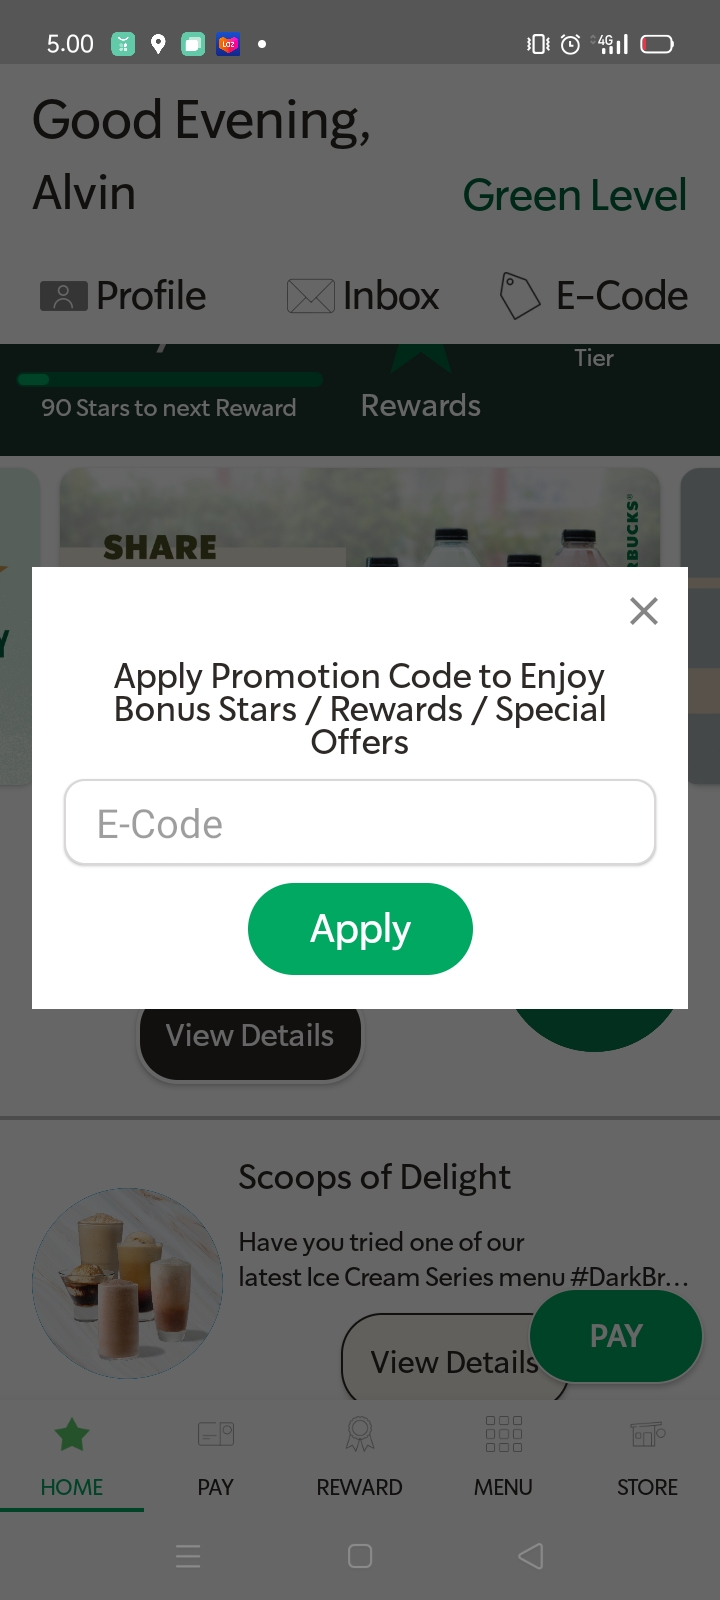 5.00
4G
Good Evening,
Alvin
Green Level
Profile
Inbox
E-Code
Tier
90 Stars to next Reward
Rewards
SHARE
Apply Promotion Code to Enjoy
Bonus Stars / Rewards / Special
Offers
E-Code
Apply
View Details
Scoops of Delight
Have you tried one of our
latest Ice Cream Series menu #DarkBr...
View Details
PAY
HOME
PAY
REWARD
MENU
STORE